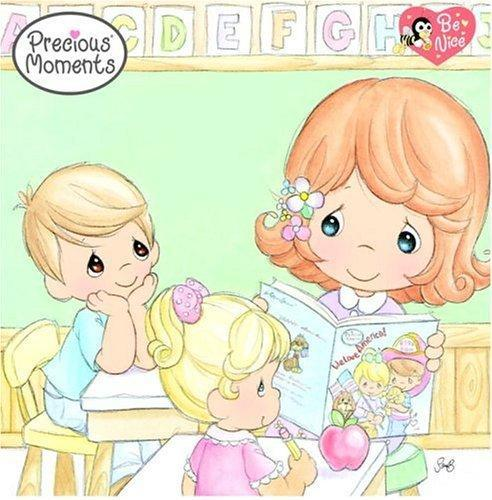 A C D E F G H J
Precious®
Moments
Be
Nice
We Love America!